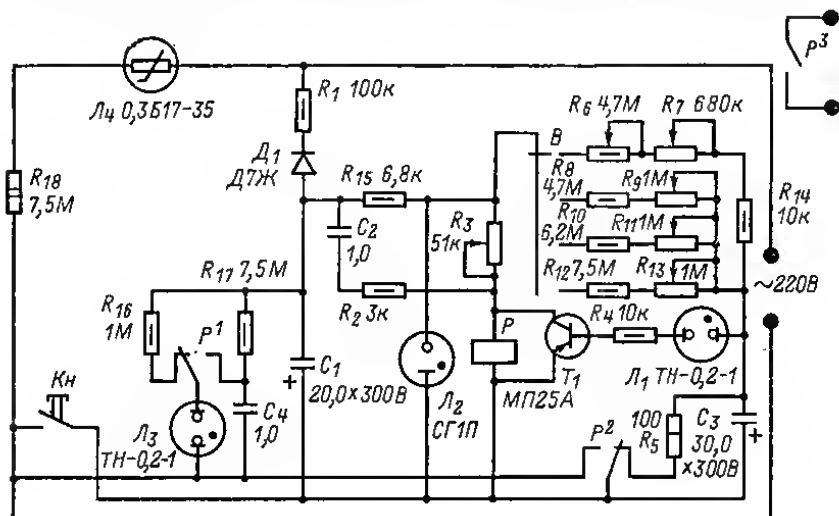 P³
Л4 0,3Б17-35
R1 100к
R6 4,7М
R7 680к
Д1
Д7Ж
В
R18
7,5М
R15 6,8к
R8
4,7М
R9 1М
R14
10к
C2
1,0
R3
51к
R10
6,2М
R11 1М
R17 7,5М
R12 7,5М
R13 1М
~220В
R16
1М
P¹
R2 3к
P
R4 10к
Кн
C1
20,0×300В
T1
МП25А
Л1
ТН-0,2-1
Л2
СГ1П
Л3
ТН-0,2-1
C4
1,0
P²
100
R5
C3
30,0
×300В
+
+